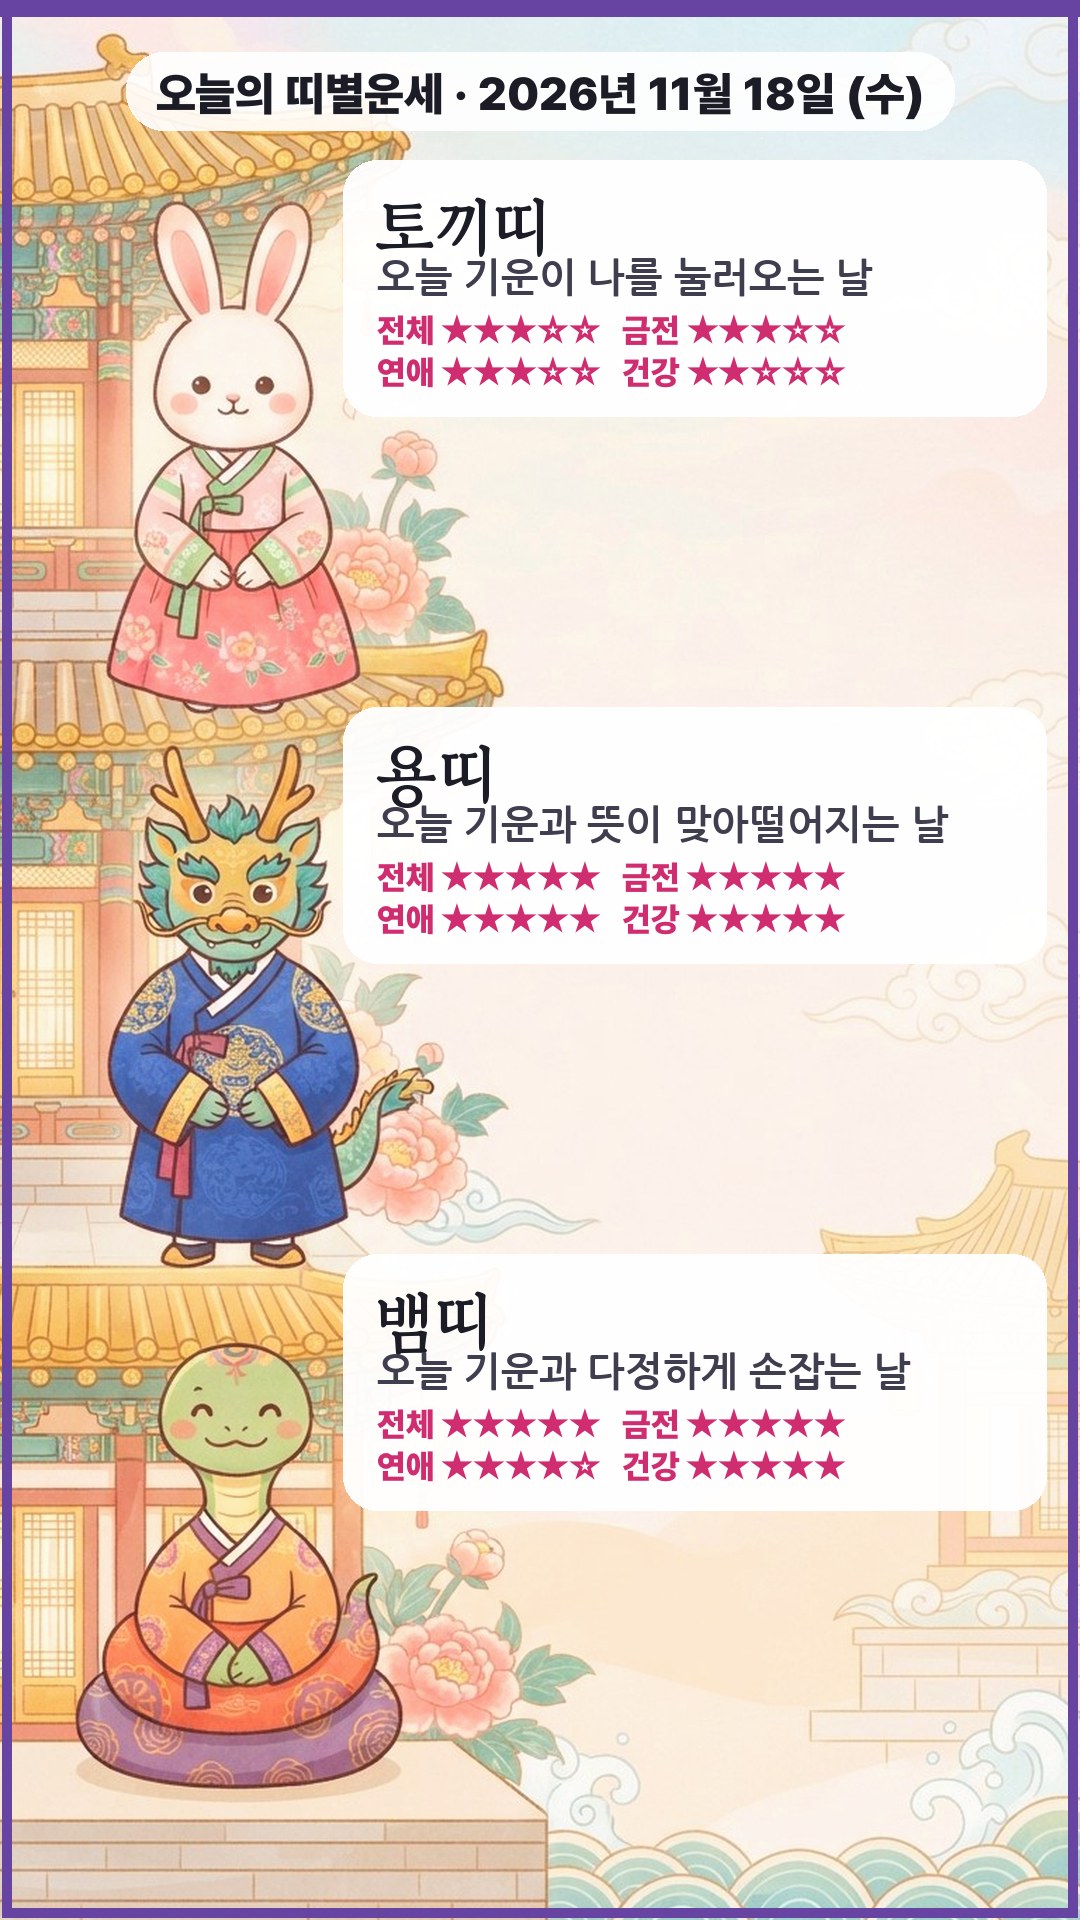 오늘의 띠별운세 · 2026년 11월 18일 (수)
토끼띠
오늘 기운이 나를 눌러오는 날
전체 ★★★☆☆ 금전 ★★★☆☆
연애 ★★★☆☆ 건강 ★★☆☆☆
용띠
오늘 기운과 뜻이 맞아떨어지는 날
전체 ★★★★★ 금전 ★★★★★
연애 ★★★★★ 건강 ★★★★★
뱀띠
오늘 기운과 다정하게 손잡는 날
전체 ★★★★★ 금전 ★★★★★
연애 ★★★★☆ 건강 ★★★★★